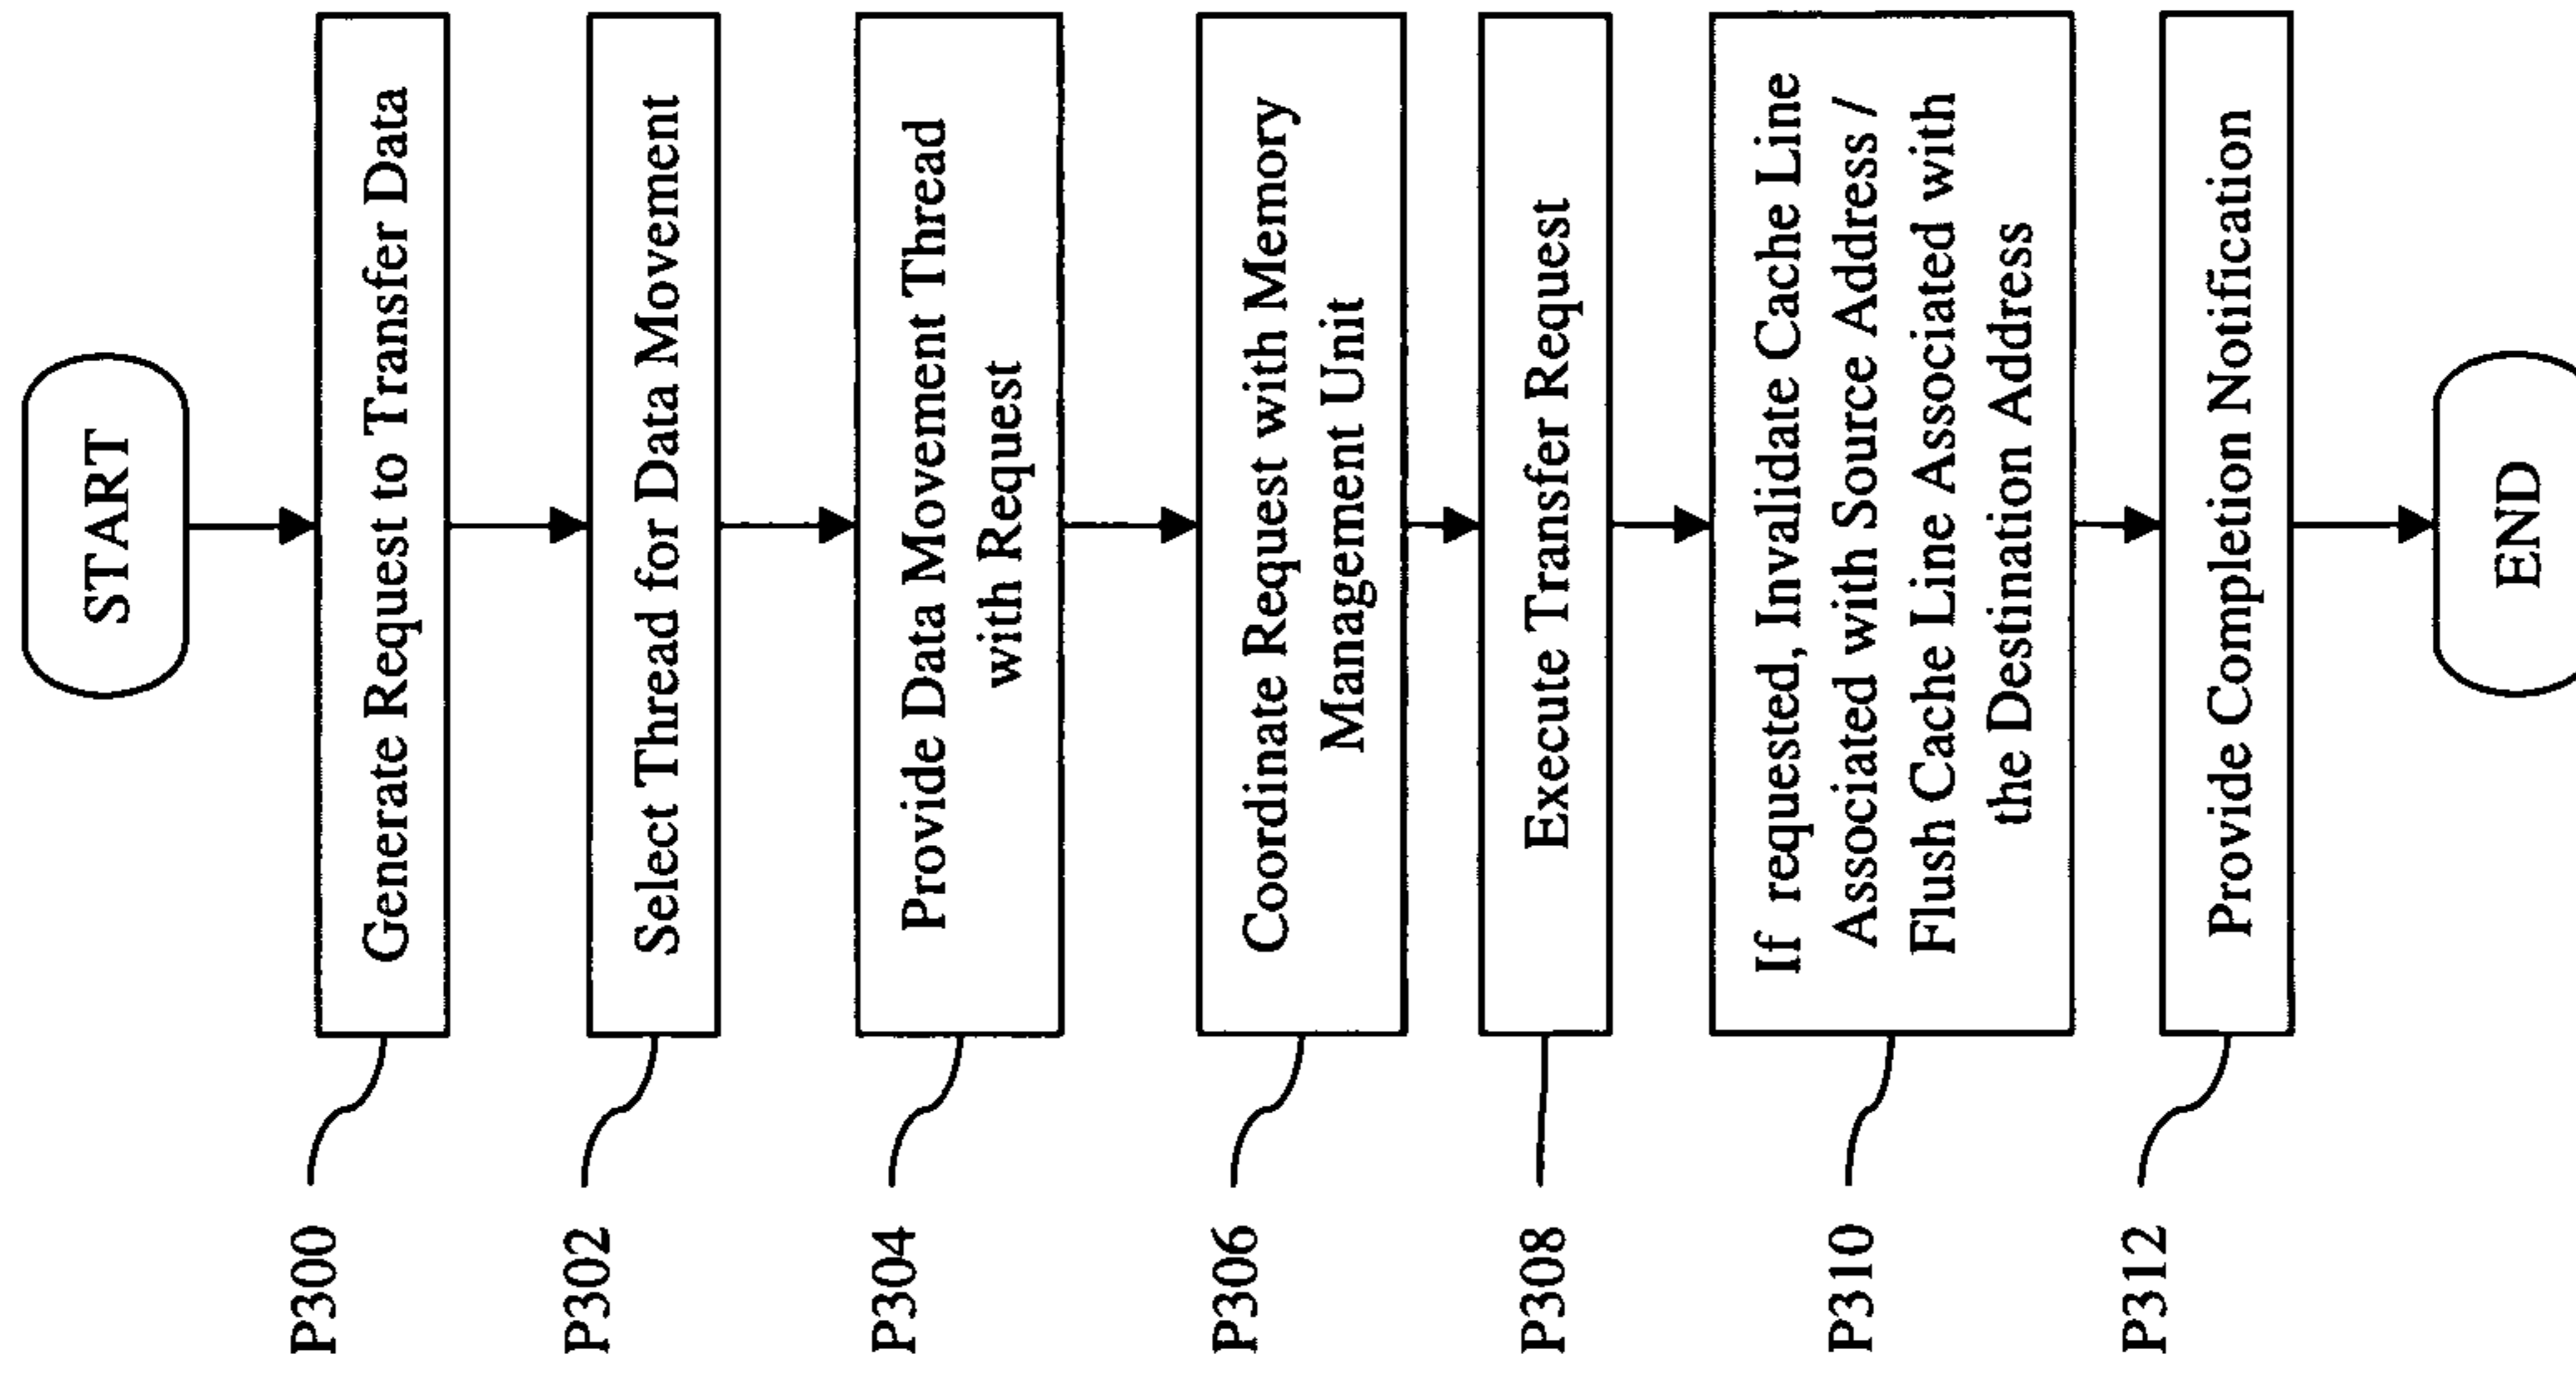 START
P300
Generate Request to Transfer Data
P302
Select Thread for Data Movement
P304
Provide Data Movement Thread
with Request
P306
Coordinate Request with Memory
Management Unit
P308
Execute Transfer Request
P310
If requested, Invalidate Cache Line
Associated with Source Address /
Flush Cache Line Associated with
the Destination Address
P312
Provide Completion Notification
END